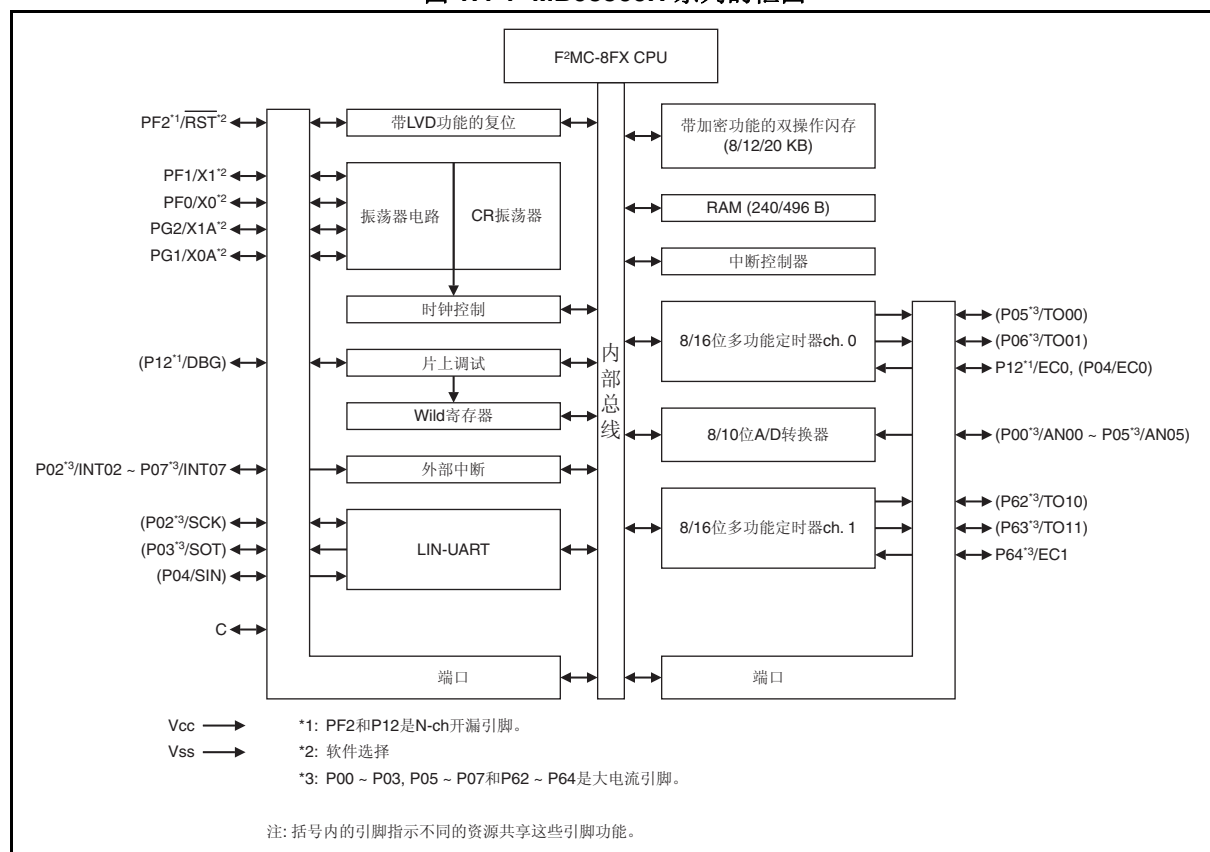 F²MC-8FX CPU
PF2*1/RST*2
带LVD功能的复位
带加密功能的双操作闪存
(8/12/20 KB)
PF1/X1*2
PF0/X0*2
PG2/X1A*2
PG1/X0A*2
振荡器电路
CR振荡器
RAM (240/496 B)
中断控制器
时钟控制
(P12*1/DBG)
片上调试
Wild寄存器
内部总线
8/16位多功能定时器ch. 0
(P05*3/TO00)
(P06*3/TO01)
P12*1/EC0, (P04/EC0)
8/10位A/D转换器
(P00*3/AN00 ~ P05*3/AN05)
P02*3/INT02 ~ P07*3/INT07
外部中断
(P02*3/SCK)
(P03*3/SOT)
(P04/SIN)
LIN-UART
8/16位多功能定时器ch. 1
(P62*3/TO10)
(P63*3/TO11)
P64*3/EC1
C
端口
端口
Vcc
Vss
*1: PF2和P12是N-ch开漏引脚。
*2: 软件选择
*3: P00 ~ P03, P05 ~ P07和P62 ~ P64是大电流引脚。
注: 括号内的引脚指示不同的资源共享这些引脚功能。